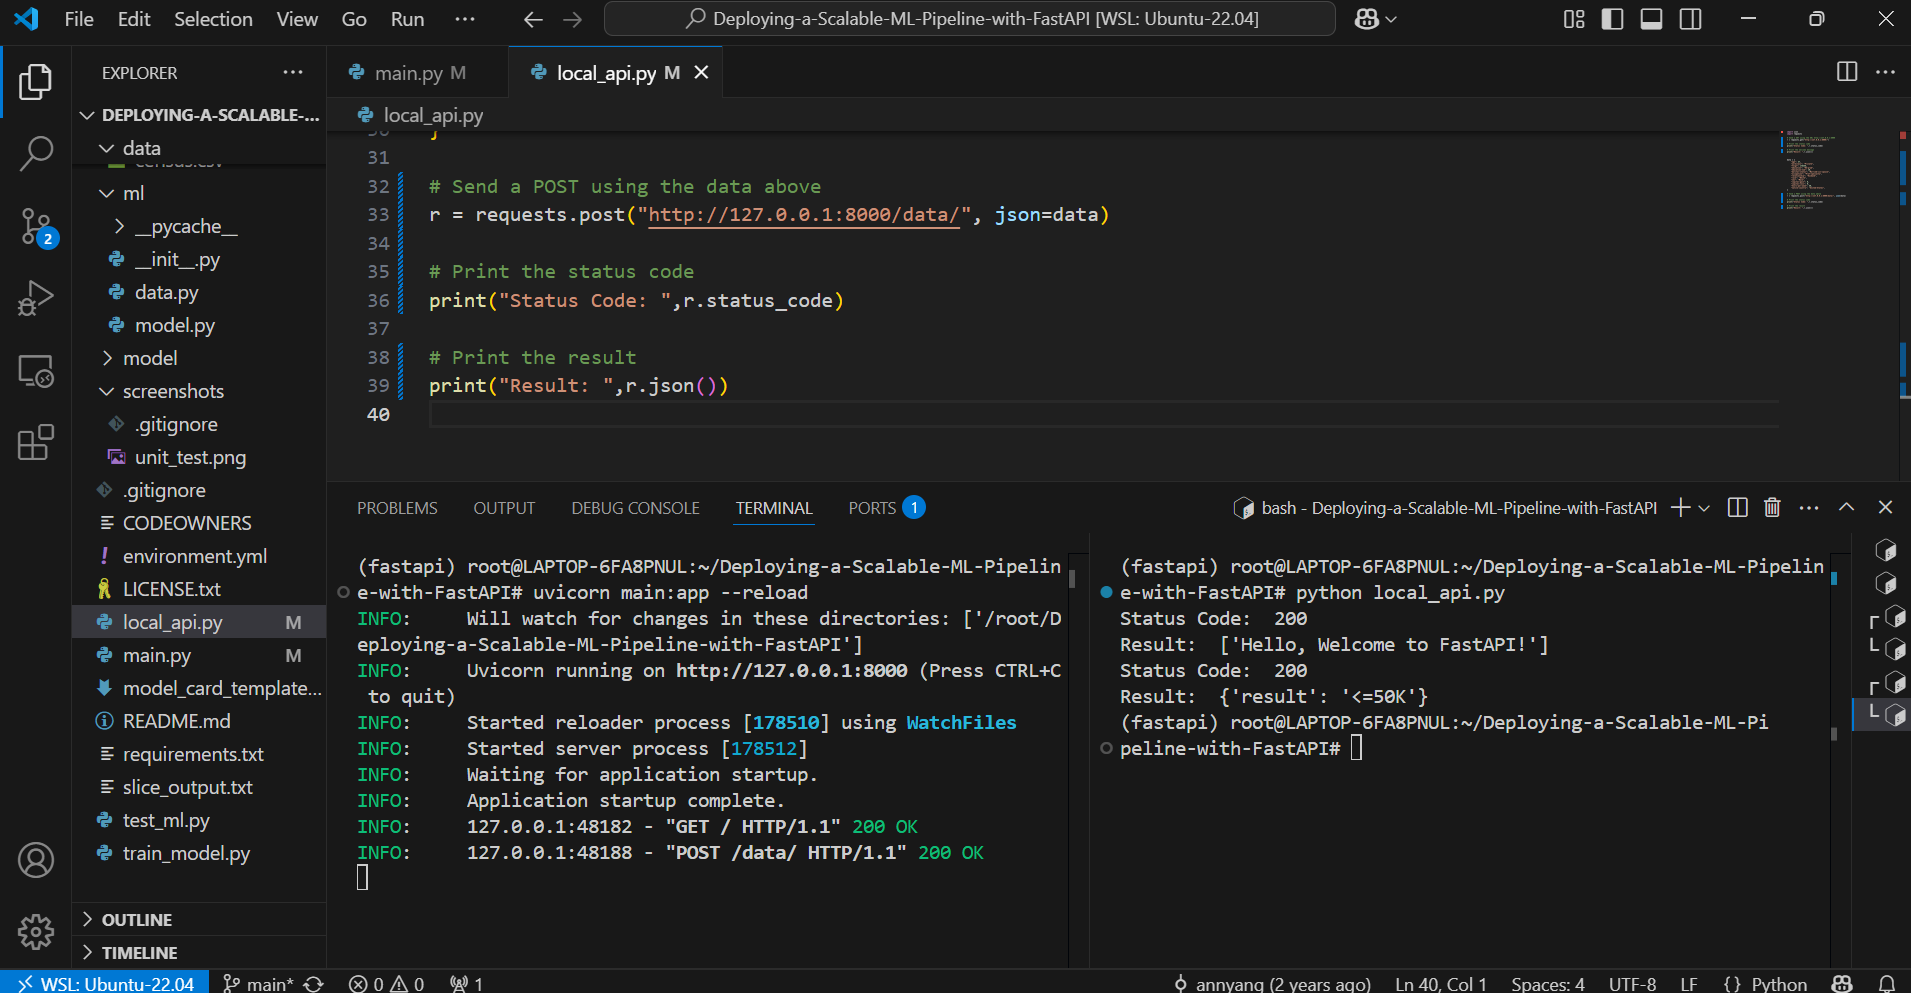 File Edit Selection View Go Run ···
Deploying-a-Scalable-ML-Pipeline-with-FastAPI [WSL: Ubuntu-22.04]
EXPLORER
DEPLOYING-A-SCALABLE-...
data
census.csv
ml
__pycache__
__init__.py
data.py
model.py
model
screenshots
.gitignore
unit_test.png
.gitignore
CODEOWNERS
environment.yml
LICENSE.txt
local_api.py M
main.py M
model_card_template...
README.md
requirements.txt
slice_output.txt
test_ml.py
train_model.py
OUTLINE
TIMELINE
2
main.py M
local_api.py M
local_api.py
30 }
31
32 # Send a POST using the data above
33 r = requests.post("http://127.0.0.1:8000/data/", json=data)
34
35 # Print the status code
36 print("Status Code: ",r.status_code)
37
38 # Print the result
39 print("Result: ",r.json())
40
PROBLEMS OUTPUT DEBUG CONSOLE TERMINAL PORTS 1
bash - Deploying-a-Scalable-ML-Pipeline-with-FastAPI
(fastapi) root@LAPTOP-6FA8PNUL:~/Deploying-a-Scalable-ML-Pipelin
e-with-FastAPI# uvicorn main:app --reload
INFO: Will watch for changes in these directories: ['/root/D
eploying-a-Scalable-ML-Pipeline-with-FastAPI']
INFO: Uvicorn running on http://127.0.0.1:8000 (Press CTRL+C
to quit)
INFO: Started reloader process [178510] using WatchFiles
INFO: Started server process [178512]
INFO: Waiting for application startup.
INFO: Application startup complete.
INFO: 127.0.0.1:48182 - "GET / HTTP/1.1" 200 OK
INFO: 127.0.0.1:48188 - "POST /data/ HTTP/1.1" 200 OK
(fastapi) root@LAPTOP-6FA8PNUL:~/Deploying-a-Scalable-ML-Pipelin
e-with-FastAPI# python local_api.py
Status Code: 200
Result: ['Hello, Welcome to FastAPI!']
Status Code: 200
Result: {'result': '<=50K'}
(fastapi) root@LAPTOP-6FA8PNUL:~/Deploying-a-Scalable-ML-Pi
peline-with-FastAPI#
WSL: Ubuntu-22.04 main* 0 0 1 annyang (2 years ago) Ln 40, Col 1 Spaces: 4 UTF-8 LF {} Python